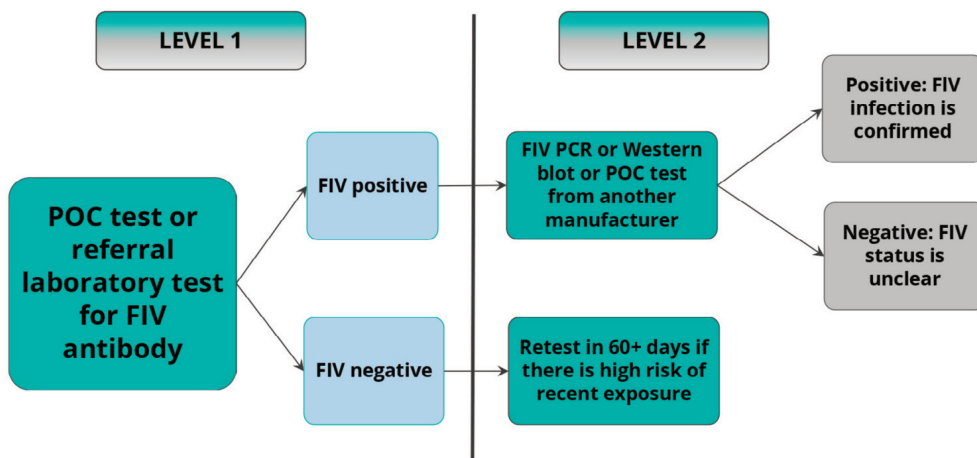 LEVEL 1
LEVEL 2
POC test or
referral
laboratory test
for FIV
antibody
FIV positive
FIV negative
FIV PCR or Western
blot or POC test
from another
manufacturer
Retest in 60+ days if
there is high risk of
recent exposure
Positive: FIV
infection is
confirmed
Negative: FIV
status is
unclear